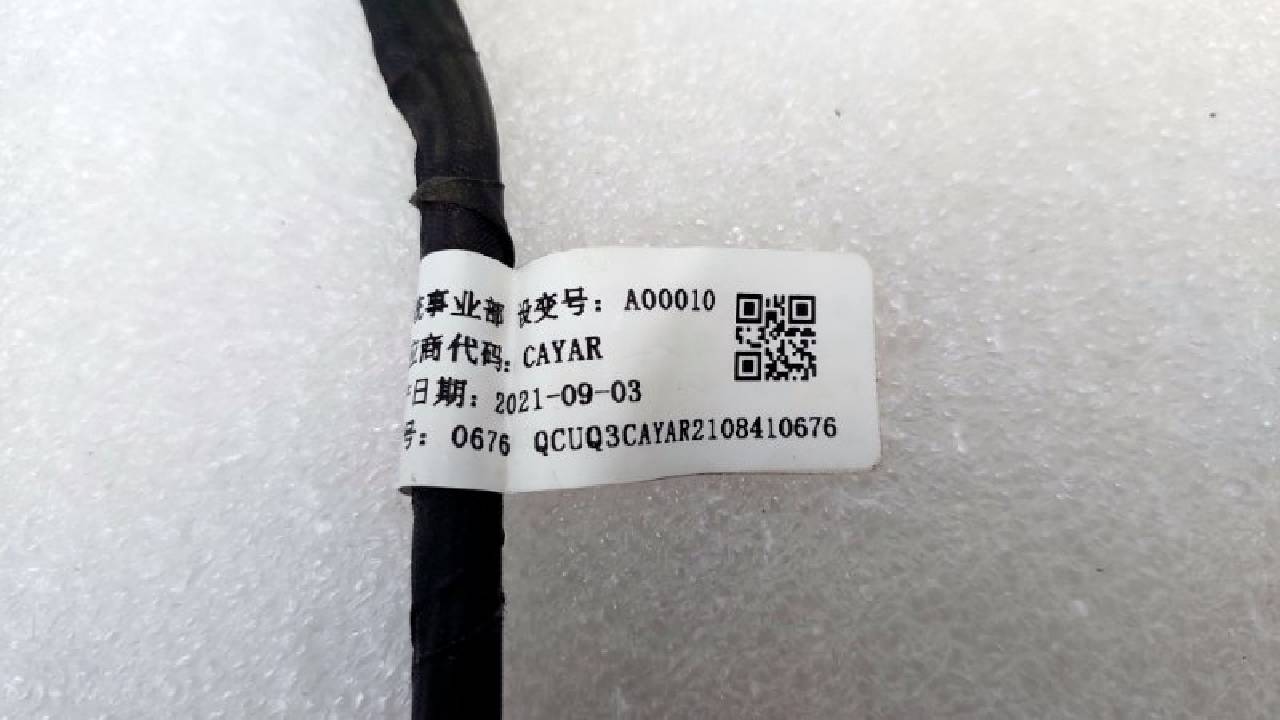 事业部 设变号: A00010
商代码: CAYAR
日期: 2021-09-03
号: 0676 QCUQ3CAYAR2108410676